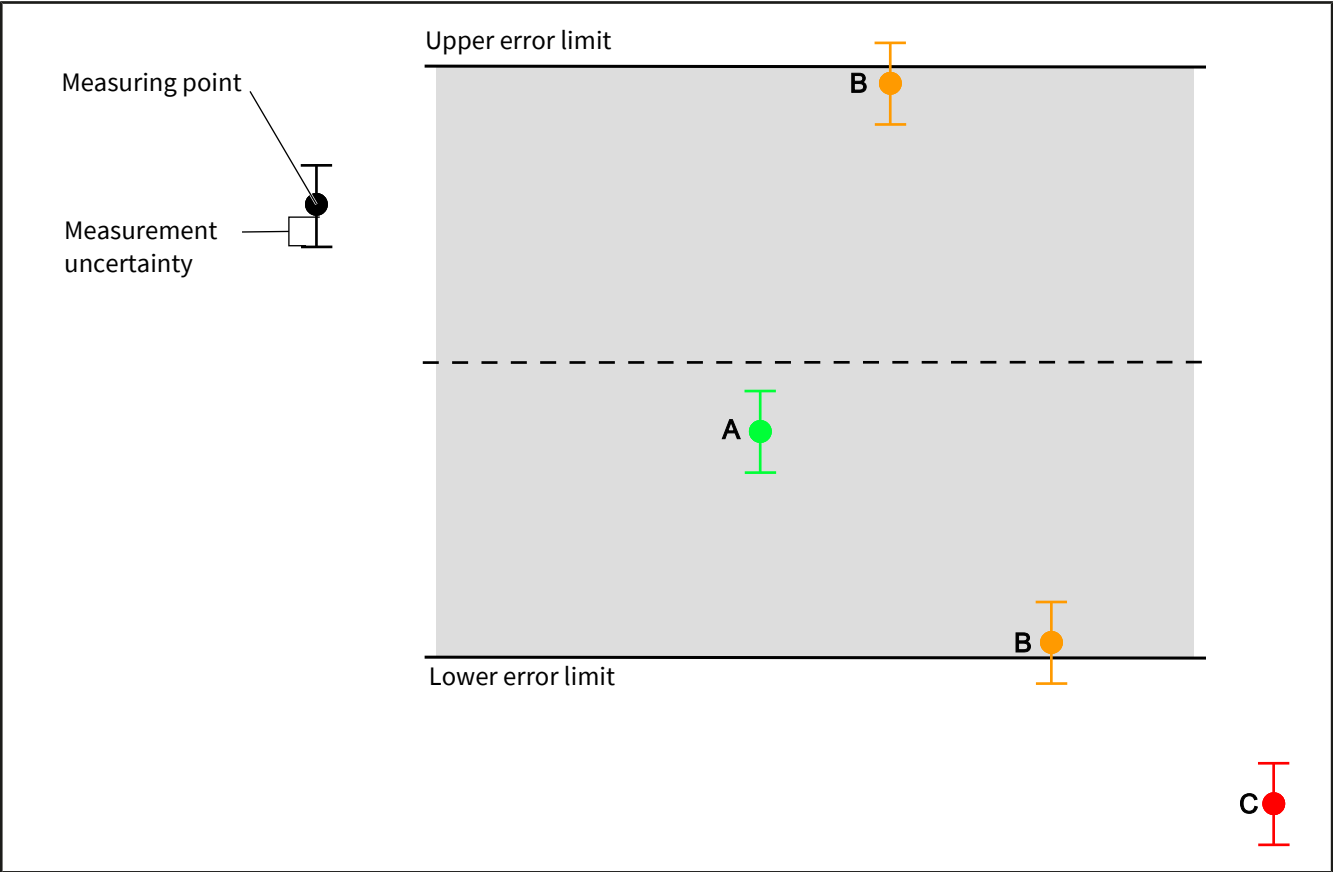 Upper error limit
Measuring point
B
Measurement
uncertainty
A
B
Lower error limit
C